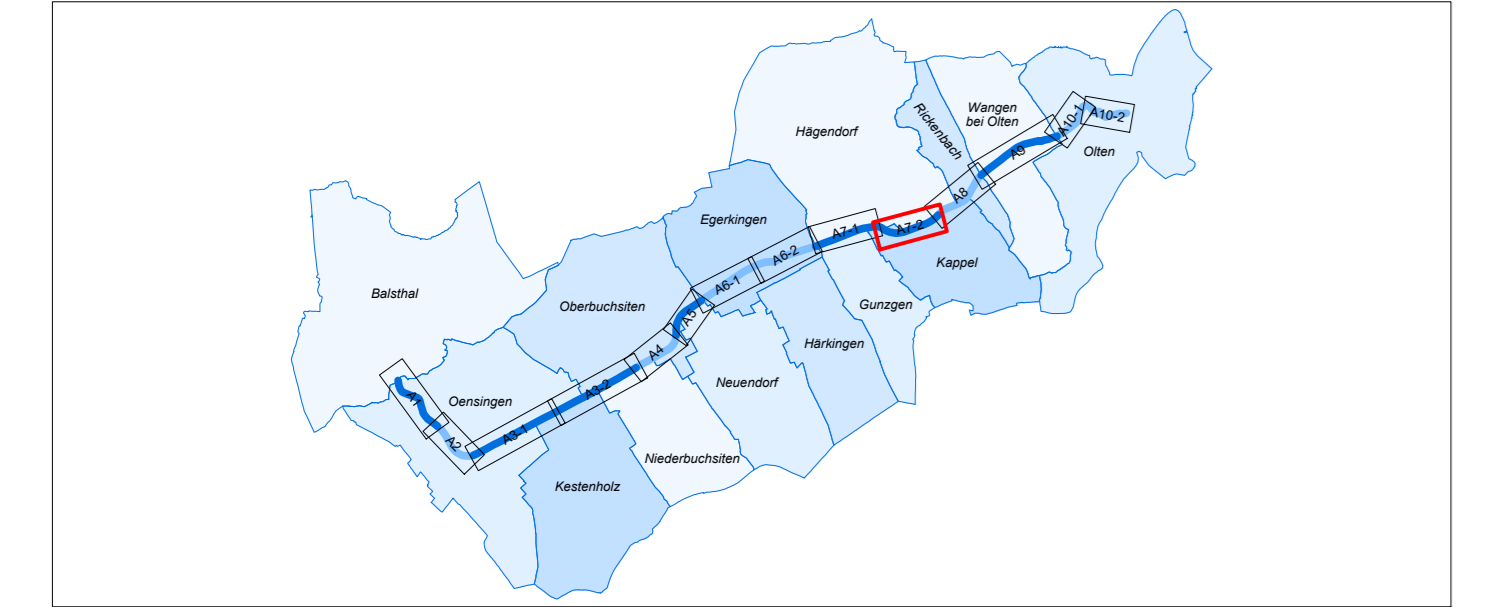 Wangen
bei Olten
Rickenbach
Hägendorf
A10-1
A10-2
Olten
A9
A8
Egerkingen
A7-1
A7-2
A6-2
Kappel
A6-1
Balsthal
Oberbuchsiten
Gunzgen
A5
Härkingen
A4
Neuendorf
A3-2
A1
Oensingen
A3-1
A2
Niederbuchsiten
Kestenholz